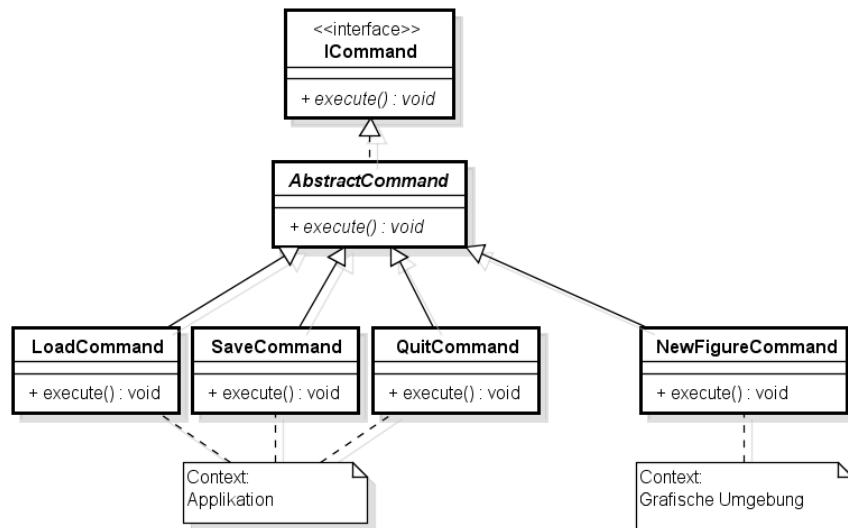 <<interface>>
ICommand
+ execute() : void
AbstractCommand
+ execute() : void
LoadCommand
+ execute() : void
SaveCommand
+ execute() : void
QuitCommand
+ execute() : void
NewFigureCommand
+ execute() : void
Context:
Applikation
Context:
Grafische Umgebung